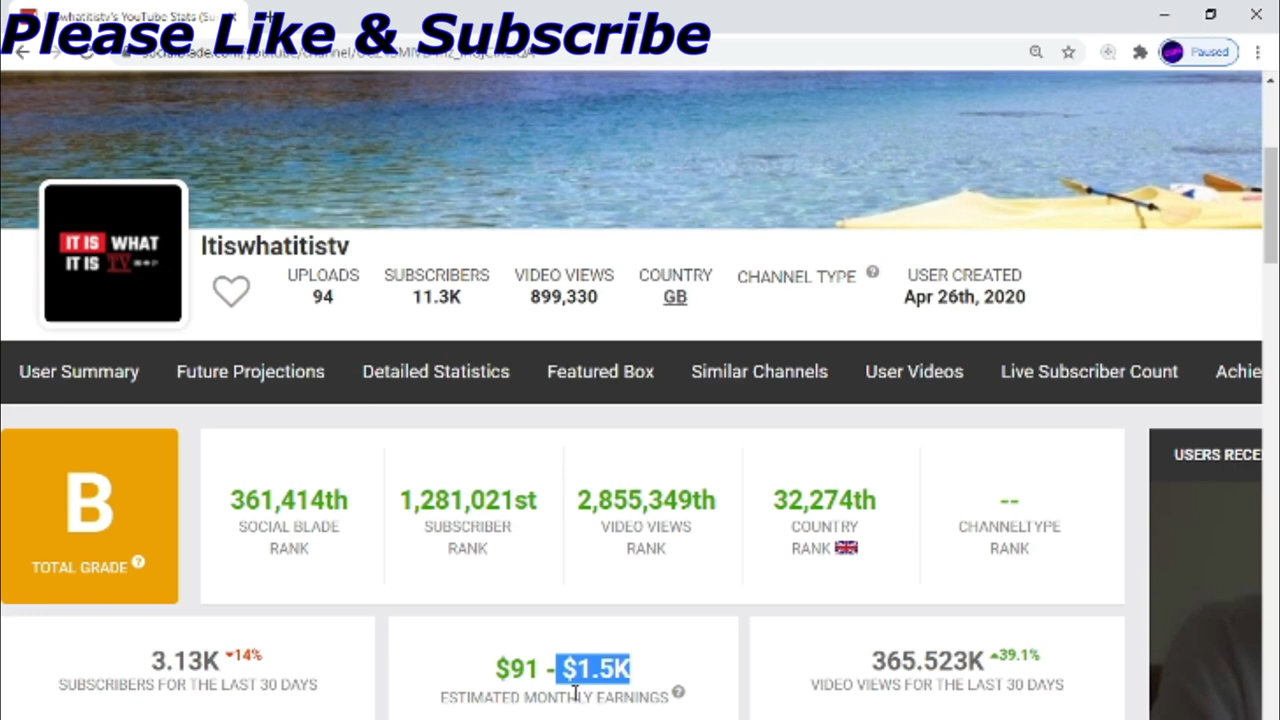 Please Like & Subscribe
Paused
IT IS WHAT
IT IS TV
Itiswhatitistv
UPLOADS SUBSCRIBERS VIDEO VIEWS COUNTRY CHANNEL TYPE USER CREATED
94 11.3K 899,330 GB Apr 26th, 2020
User Summary Future Projections Detailed Statistics Featured Box Similar Channels User Videos Live Subscriber Count Achie
B
TOTAL GRADE
361,414th 1,281,021st 2,855,349th 32,274th --
SOCIAL BLADE SUBSCRIBER VIDEO VIEWS COUNTRY CHANNELTYPE
RANK RANK RANK RANK RANK
USERS RECE
3.13K 14% $91 - $1.5K 365.523K 39.1%
SUBSCRIBERS FOR THE LAST 30 DAYS ESTIMATED MONTHLY EARNINGS VIDEO VIEWS FOR THE LAST 30 DAYS